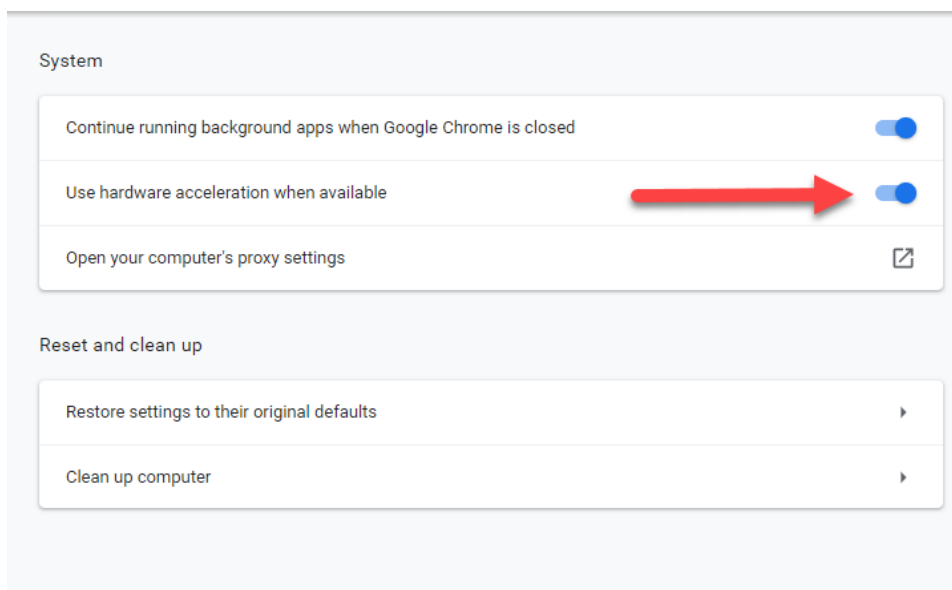 System
Continue running background apps when Google Chrome is closed
Use hardware acceleration when available
Open your computer's proxy settings
Reset and clean up
Restore settings to their original defaults
Clean up computer